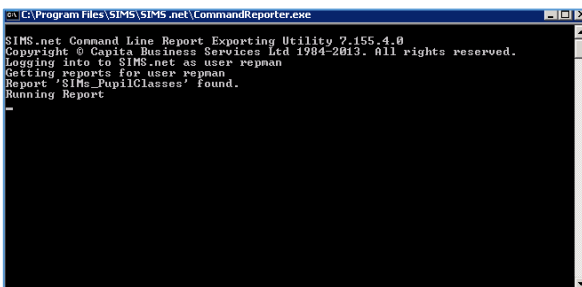 C:\Program Files\SIMS\SIMS .net\CommandReporter.exe
SIMS.net Command Line Report Exporting Utility 7.155.4.0
Copyright © Capita Business Services Ltd 1984-2013. All rights reserved.
Logging into to SIMS.net as user repman
Getting reports for user repman
Report 'SIMs_PupilClasses' found.
Running Report